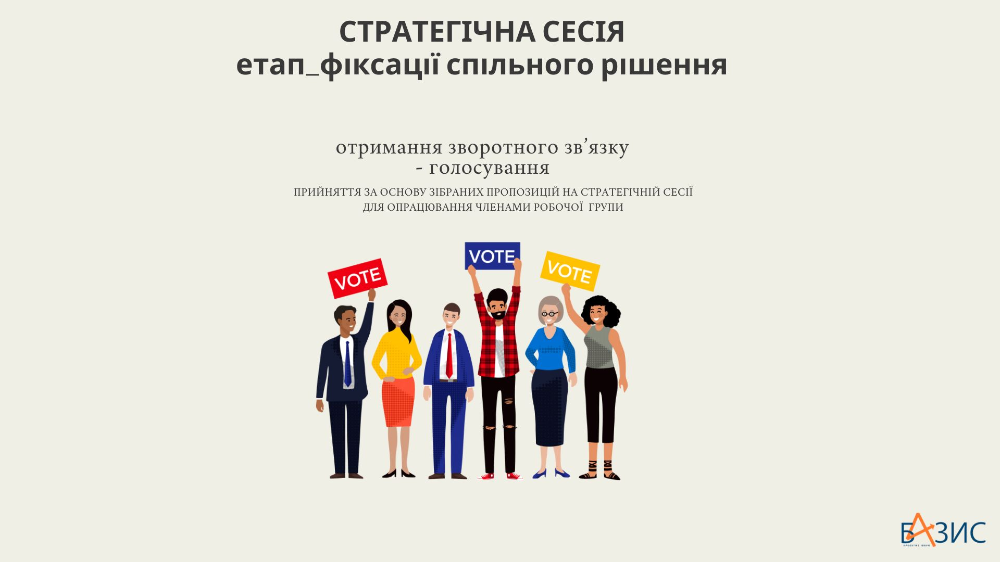 СТРАТЕГІЧНА СЕСІЯ
етап_фіксації спільного рішення
отримання зворотного зв’язку
- голосування
ПРИЙНЯТТЯ ЗА ОСНОВУ ЗІБРАНИХ ПРОПОЗИЦІЙ НА СТРАТЕГІЧНІЙ СЕСІЇ
ДЛЯ ОПРАЦЮВАННЯ ЧЛЕНАМИ РОБОЧОЇ ГРУПИ
VOTE
VOTE
VOTE
БАЗИС
ПРОЄКТНЕ БЮРО